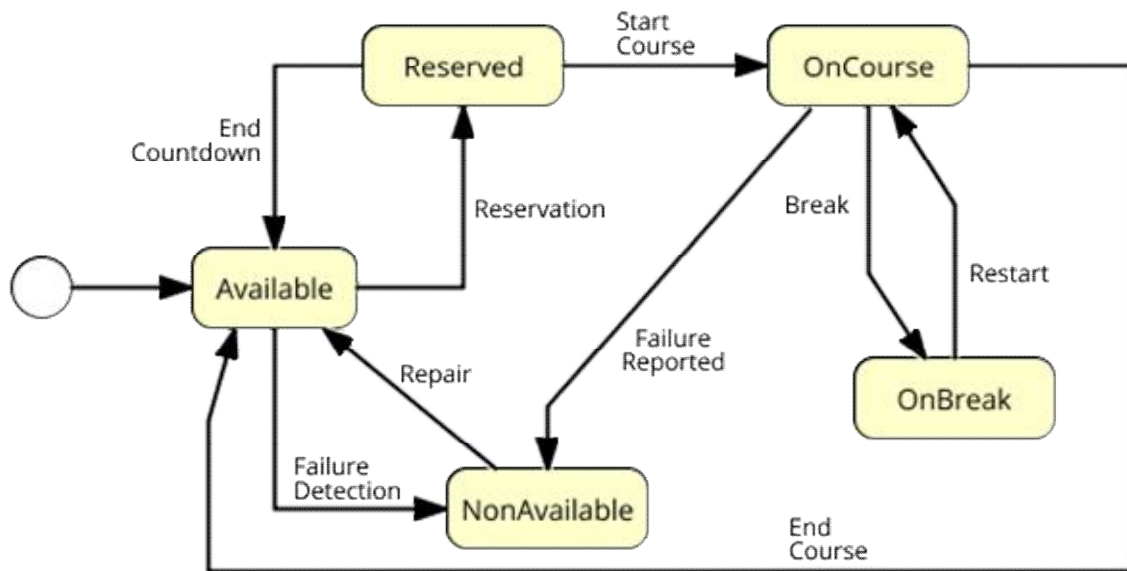 Start
Course
Reserved
OnCourse
End
Countdown
Reservation
Break
Available
Restart
Failure
Reported
Repair
OnBreak
Failure
Detection
NonAvailable
End
Course